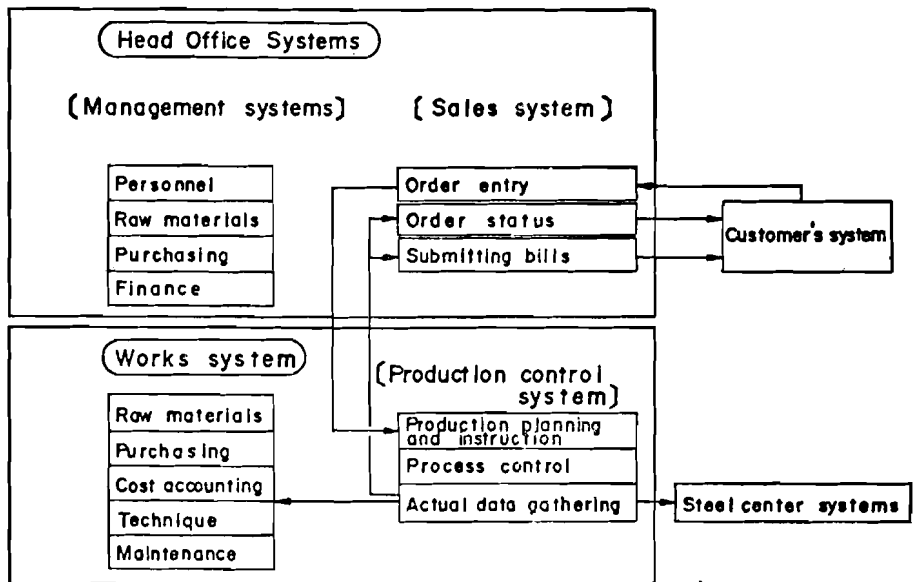 Head Office Systems
(Management systems)
(Sales system)
Personnel
Raw materials
Purchasing
Finance
Order entry
Order status
Submitting bills
Customer's system
Works system
(Production control
system)
Raw materials
Purchasing
Cost accounting
Technique
Maintenance
Production planning
and instruction
Process control
Actual data gathering
Steel center systems